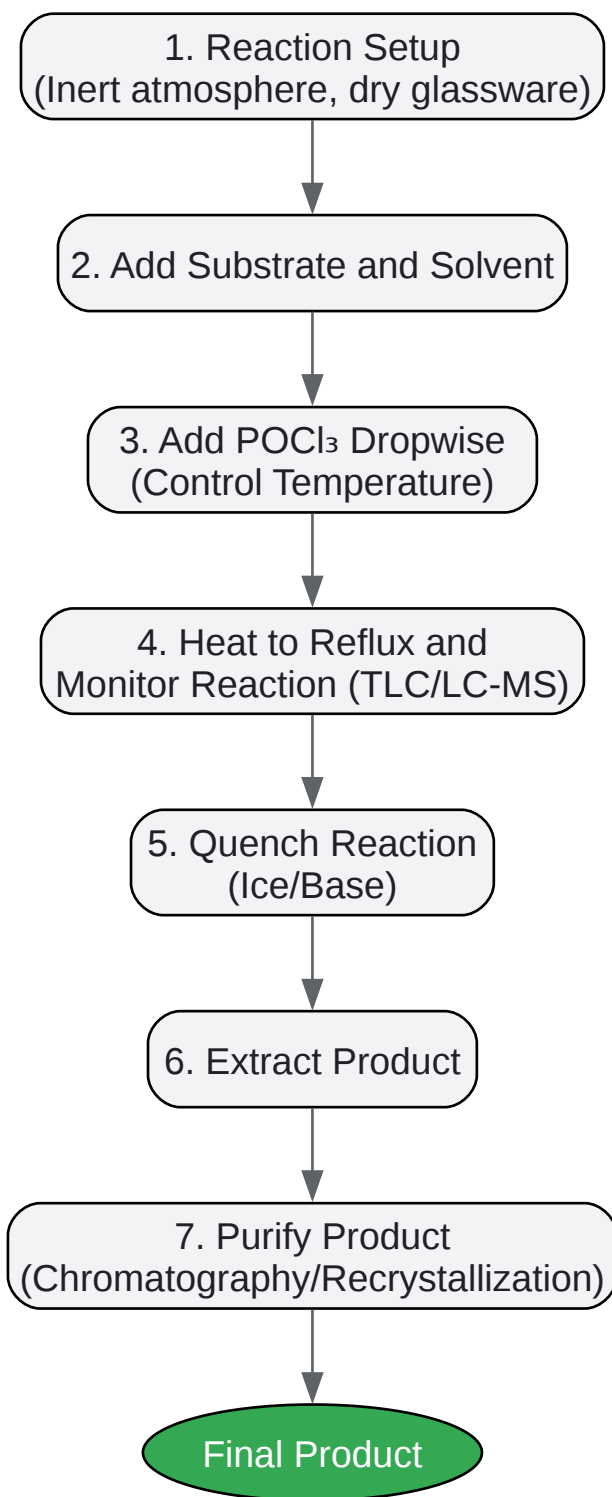 1. Reaction Setup
(Inert atmosphere, dry glassware)
2. Add Substrate and Solvent
3. Add POCl₃ Dropwise
(Control Temperature)
4. Heat to Reflux and
Monitor Reaction (TLC/LC-MS)
5. Quench Reaction
(Ice/Base)
6. Extract Product
7. Purify Product
(Chromatography/Recrystallization)
Final Product